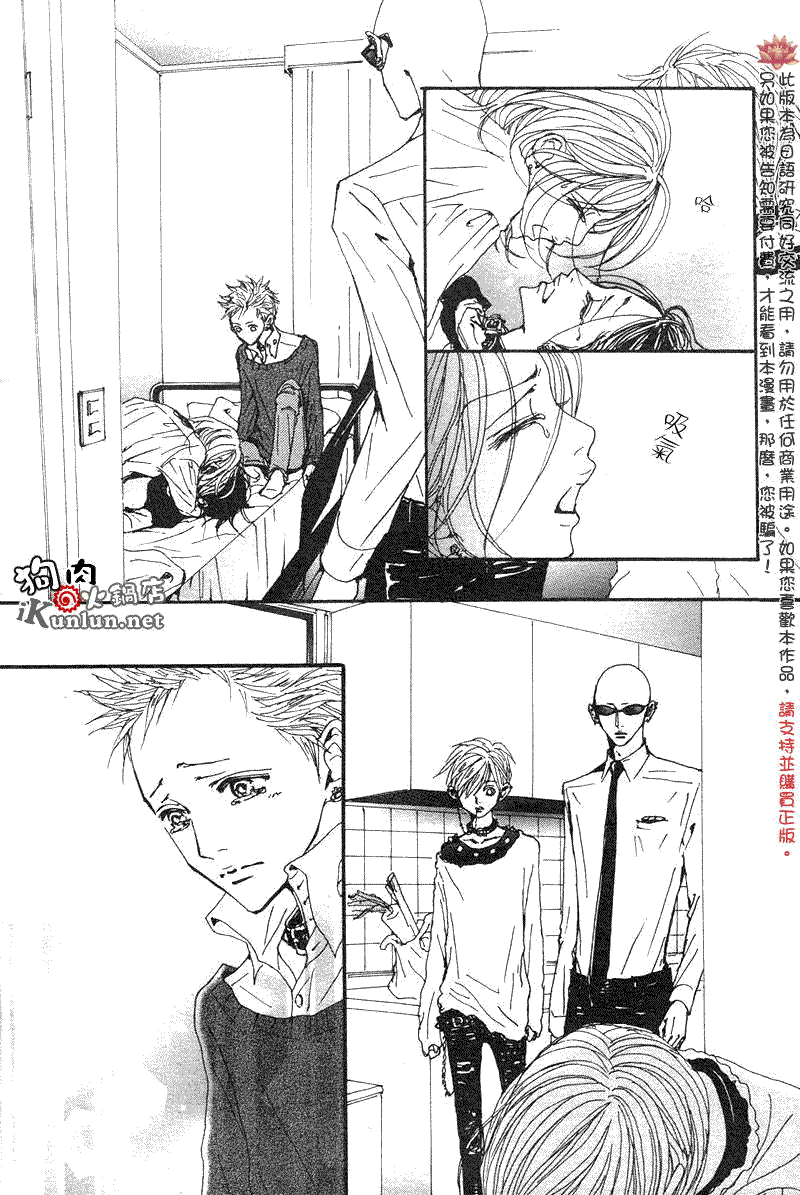 此版本為日語研究同好交流之用，請勿用於任何商業用途。如果您喜歡本作品，請支持並購買正版。
只如果您被告知需要付費，才能看到本漫畫，那麼，您被騙了！
哈
吸氣
狗肉
火鍋店
iKunlun.net